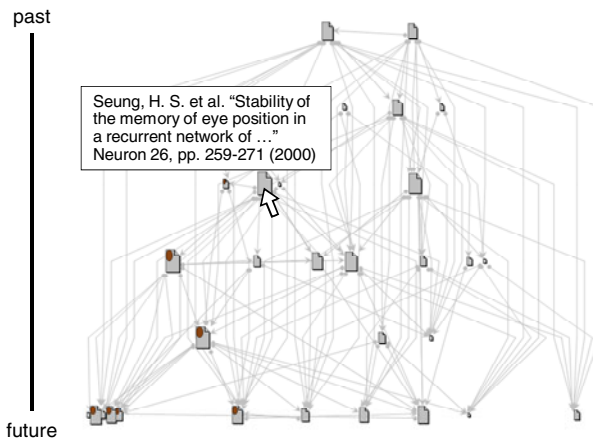 past
Seung, H. S. et al. “Stability of
the memory of eye position in
a recurrent network of …”
Neuron 26, pp. 259-271 (2000)
future